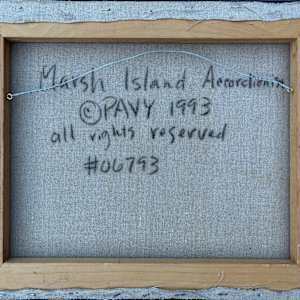 Marsh Island Accordionist
©PAVY 1993
all rights reserved
#06793